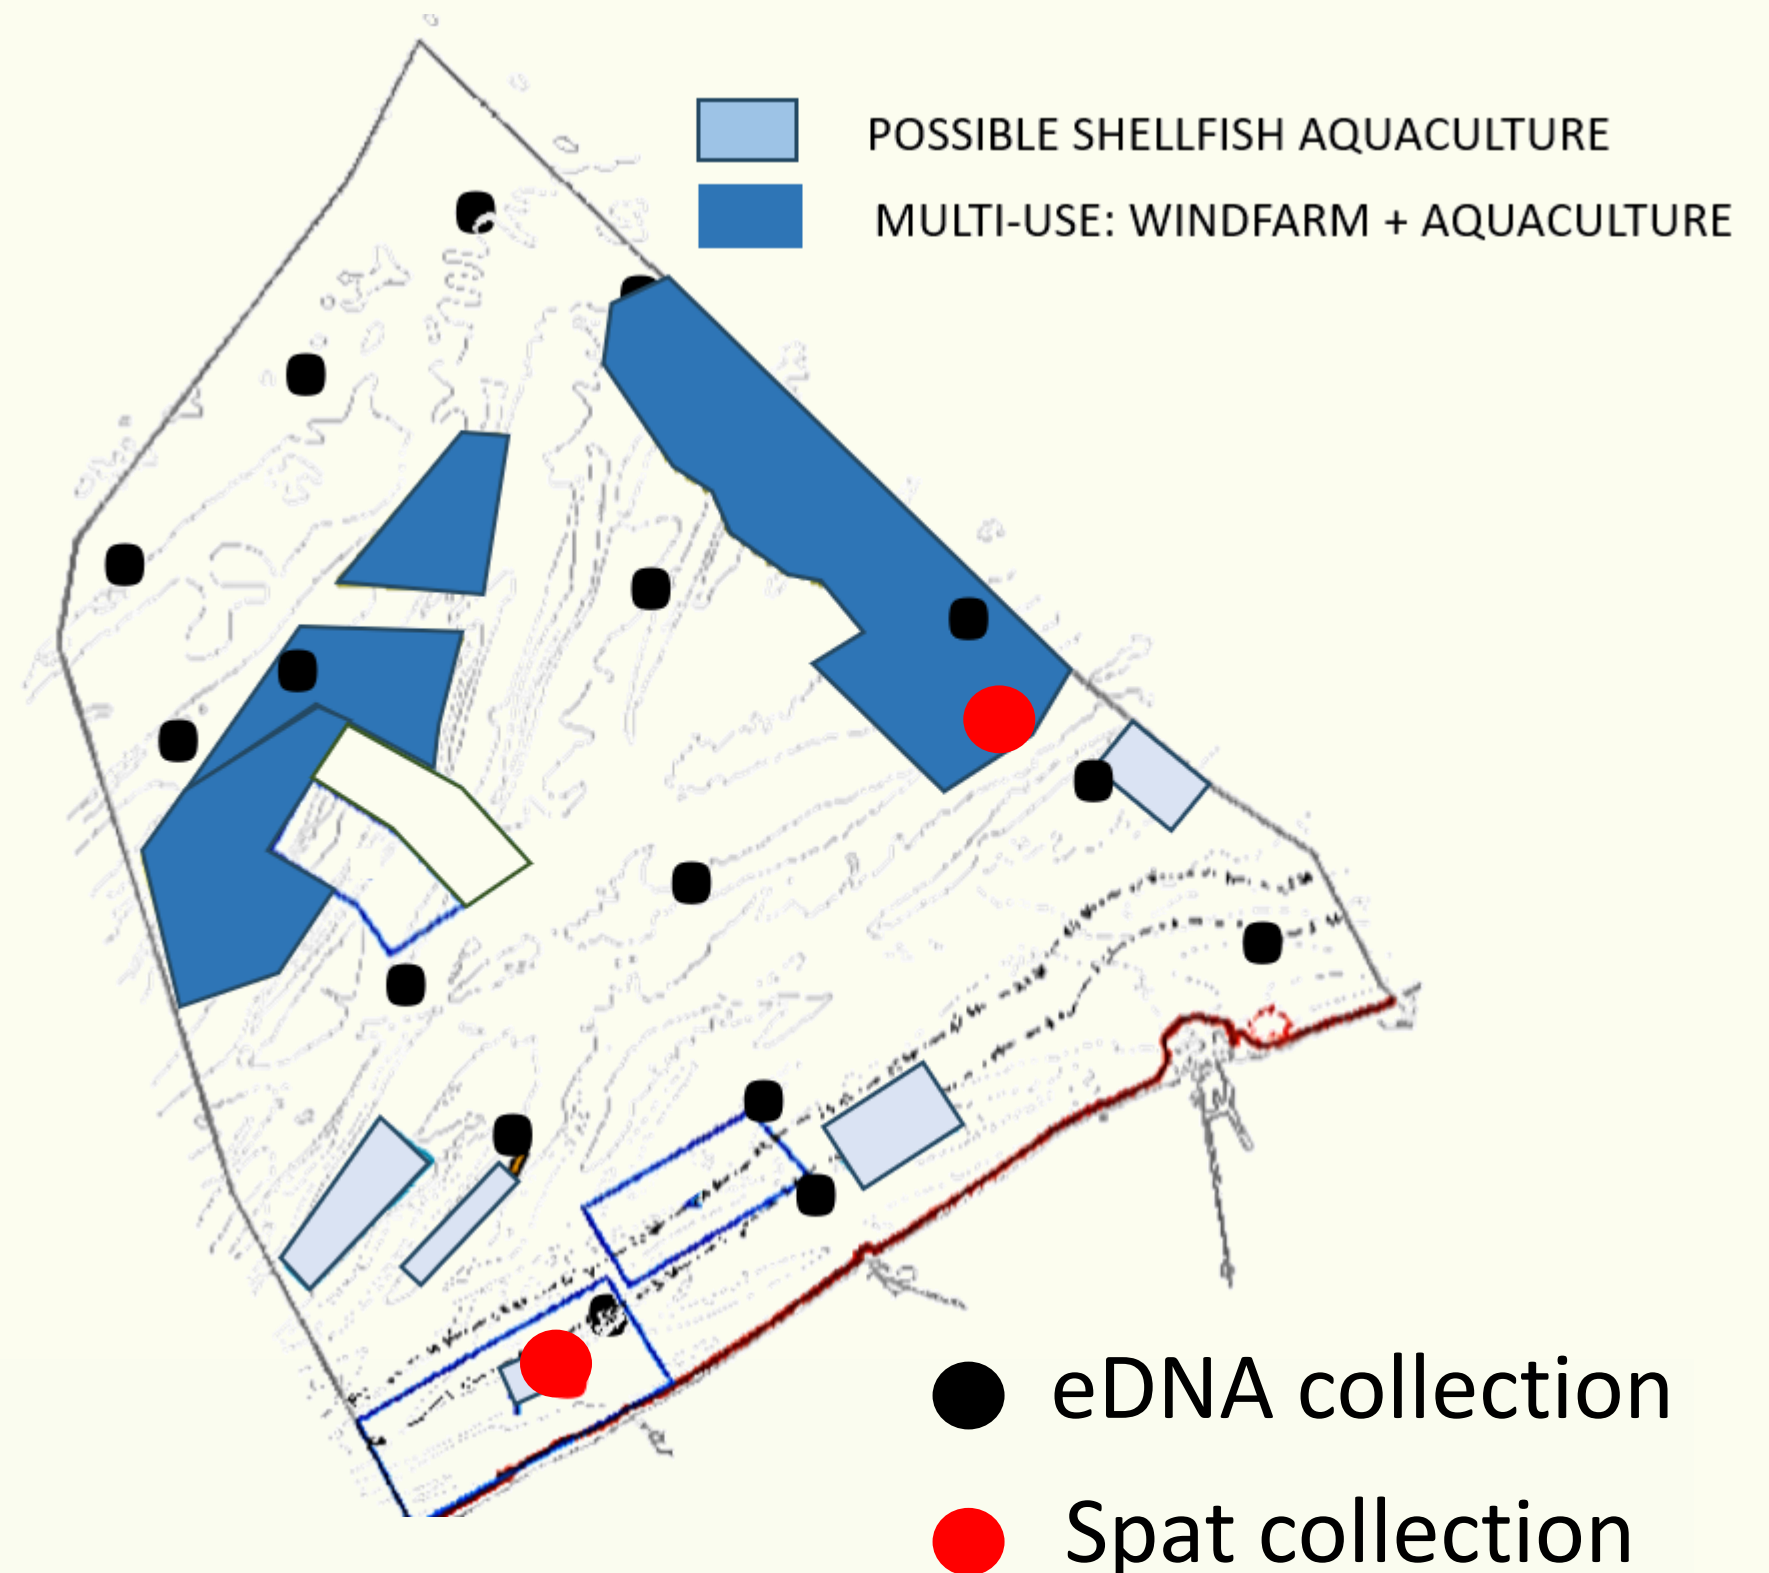 POSSIBLE SHELLFISH AQUACULTURE
MULTI-USE: WINDFARM + AQUACULTURE
eDNA collection
Spat collection